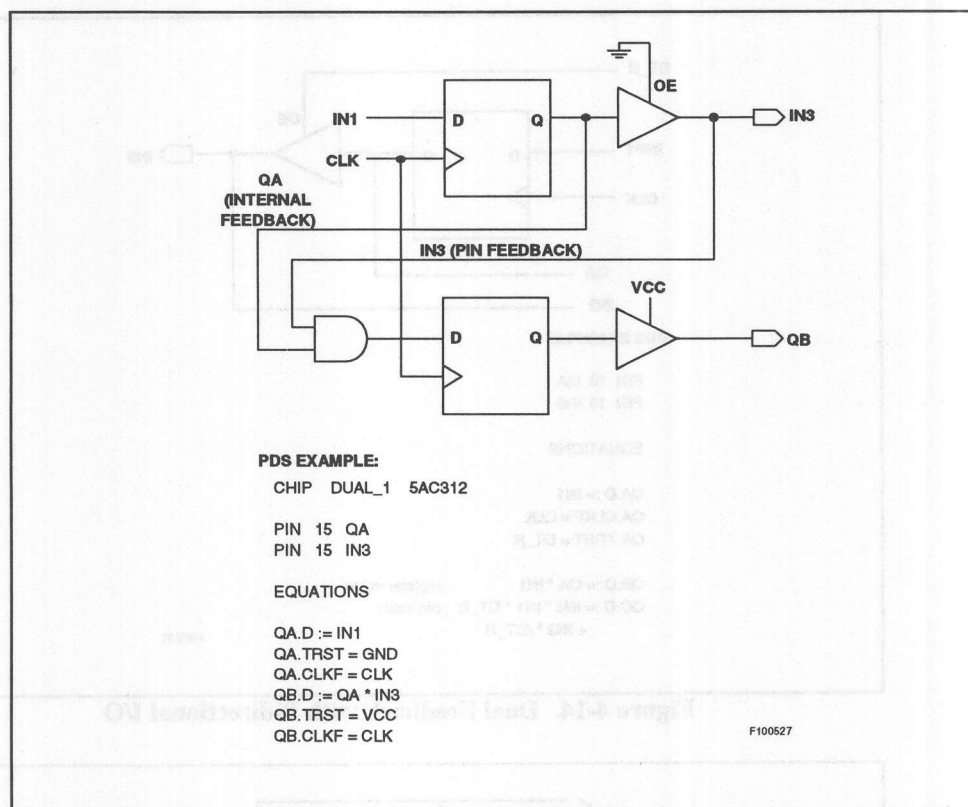 OE
IN1
D
Q
IN3
CLK
QA
(INTERNAL
FEEDBACK)
IN3 (PIN FEEDBACK)
VCC
D
Q
QB
PDS EXAMPLE:
CHIP DUAL_1 5AC312
PIN 15 QA
PIN 15 IN3
EQUATIONS
QA.D := IN1
QA.TRST = GND
QA.CLKF = CLK
QB.D := QA * IN3
QB.TRST = VCC
QB.CLKF = CLK
F100527